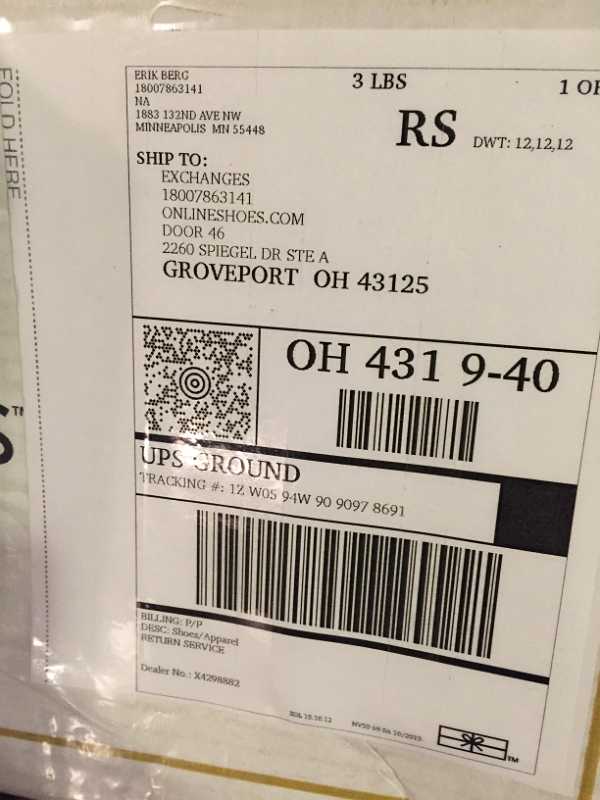 FOLD HERE
ERIK BERG
18007863141
NA
1883 132ND AVE NW
MINNEAPOLIS MN 55448
3 LBS
1 OF
RS
DWT: 12,12,12
SHIP TO:
EXCHANGES
18007863141
ONLINESHOES.COM
DOOR 46
2260 SPIEGEL DR STE A
GROVEPORT OH 43125
OH 431 9-40
UPS GROUND
TRACKING #: 1Z W05 94W 90 9097 8691
BILLING: P/P
DESC: Shoes/Apparel
RETURN SERVICE
Dealer No.: X4298882
S™
TM